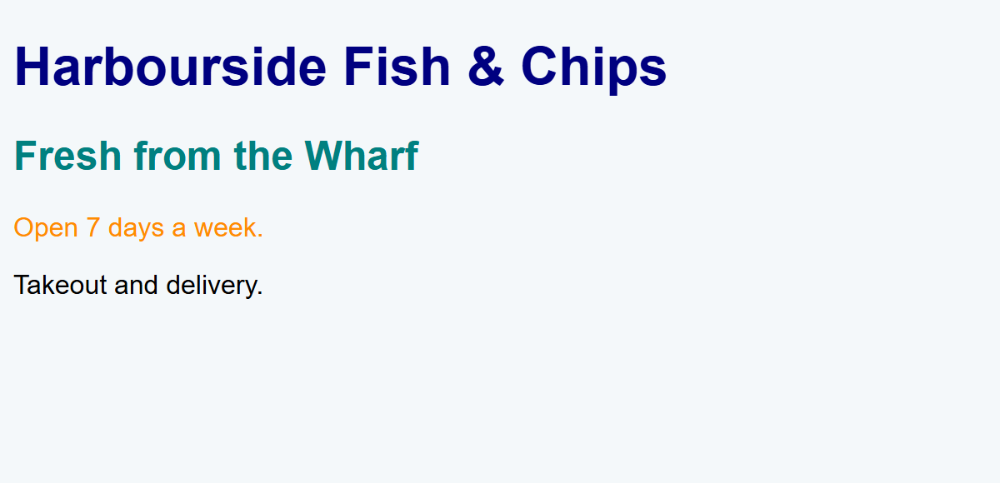 Harbourside Fish & Chips
Fresh from the Wharf
Open 7 days a week.
Takeout and delivery.